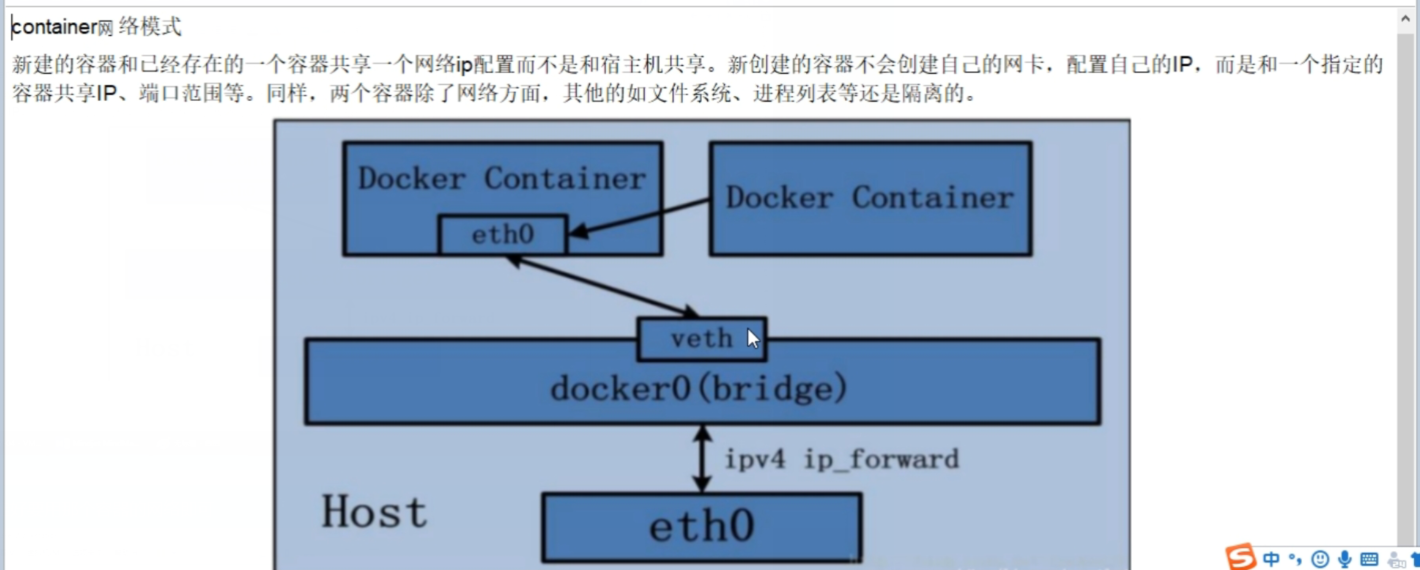 container网 络模式
新建的容器和已经存在的一个容器共享一个网络ip配置而不是和宿主机共享。新创建的容器不会创建自己的网卡，配置自己的IP，而是和一个指定的
容器共享IP、端口范围等。同样，两个容器除了网络方面，其他的如文件系统、进程列表等还是隔离的。
Docker Container
Docker Container
eth0
veth
docker0(bridge)
ipv4 ip_forward
Host
eth0
中